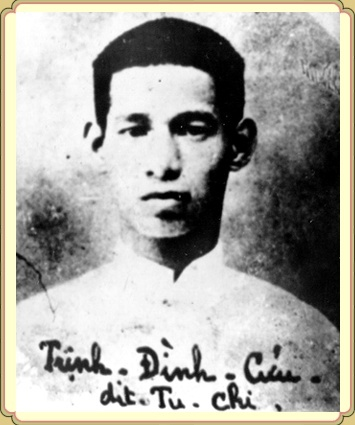 Trịnh - Đình - Cửu -
dit - Tu - Chi .